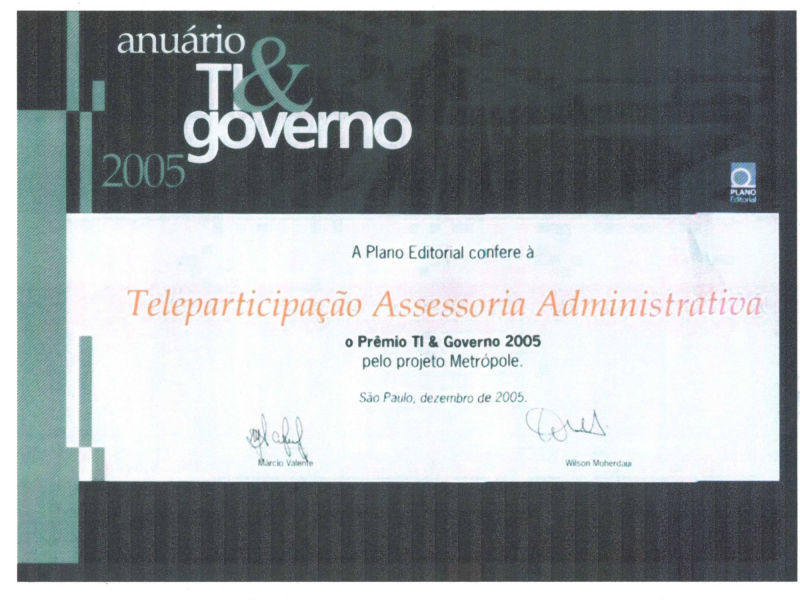 anuário
TI&
governo
2005
PLANO
Editorial
A Plano Editorial confere à
Teleparticipação Assessoria Administrativa
o Prêmio TI & Governo 2005
pelo projeto Metrópole.
São Paulo, dezembro de 2005.
Márcio Valente
Wilson Moherdaui